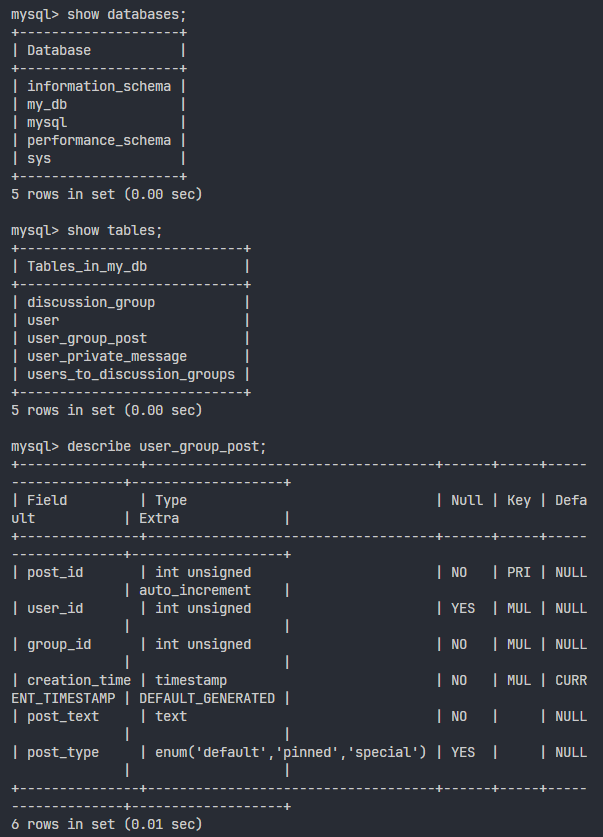 mysql> show databases;
+--------------------+
| Database           |
+--------------------+
| information_schema |
| my_db              |
| mysql              |
| performance_schema |
| sys                |
+--------------------+
5 rows in set (0.00 sec)

mysql> show tables;
+----------------------------+
| Tables_in_my_db            |
+----------------------------+
| discussion_group           |
| user                       |
| user_group_post            |
| user_private_message       |
| users_to_discussion_groups |
+----------------------------+
5 rows in set (0.00 sec)

mysql> describe user_group_post;
+---------------+------------------------------------+------+-----+-----
--------------+-------------------+
| Field         | Type                               | Null | Key | Defa
ult           | Extra             |
+---------------+------------------------------------+------+-----+-----
--------------+-------------------+
| post_id       | int unsigned                       | NO   | PRI | NULL
              | auto_increment    |
| user_id       | int unsigned                       | YES  | MUL | NULL
              |                   |
| group_id      | int unsigned                       | NO   | MUL | NULL
              |                   |
| creation_time | timestamp                          | NO   | MUL | CURR
ENT_TIMESTAMP | DEFAULT_GENERATED |
| post_text     | text                               | NO   |     | NULL
              |                   |
| post_type     | enum('default','pinned','special') | YES  |     | NULL
              |                   |
+---------------+------------------------------------+------+-----+-----
--------------+-------------------+
6 rows in set (0.01 sec)